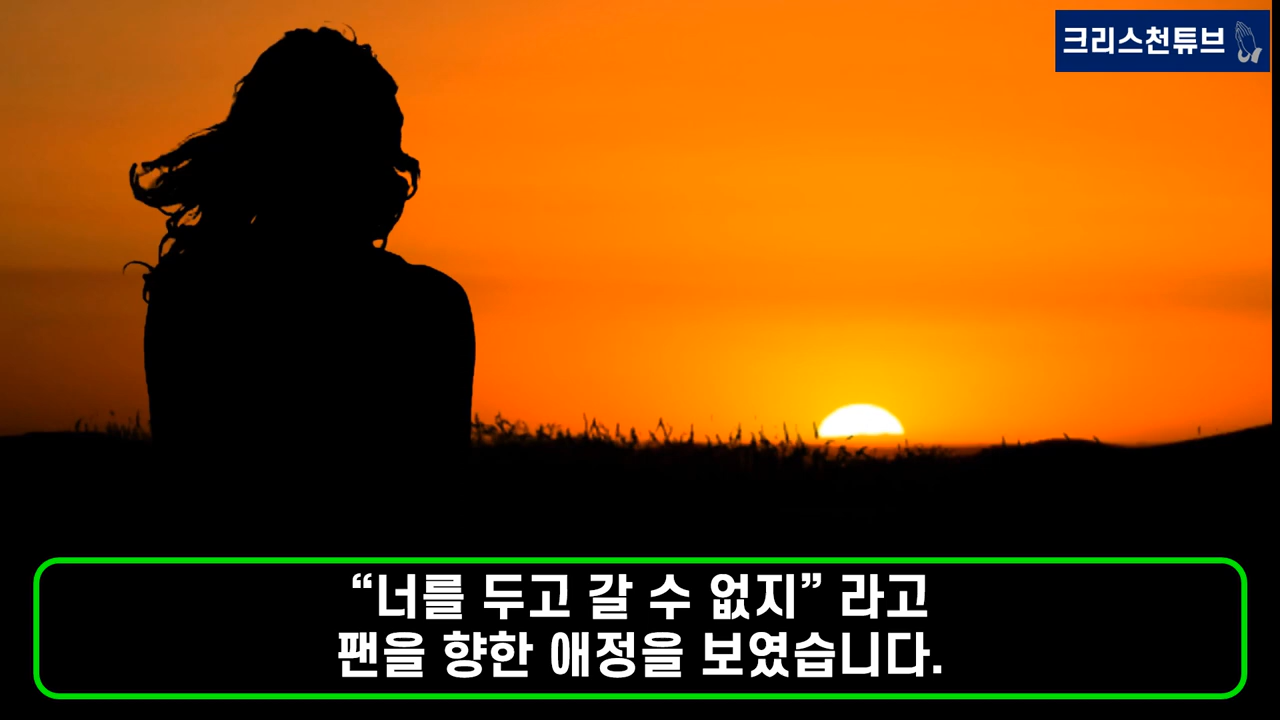 크리스천튜브
“너를 두고 갈 수 없지” 라고
팬을 향한 애정을 보였습니다.